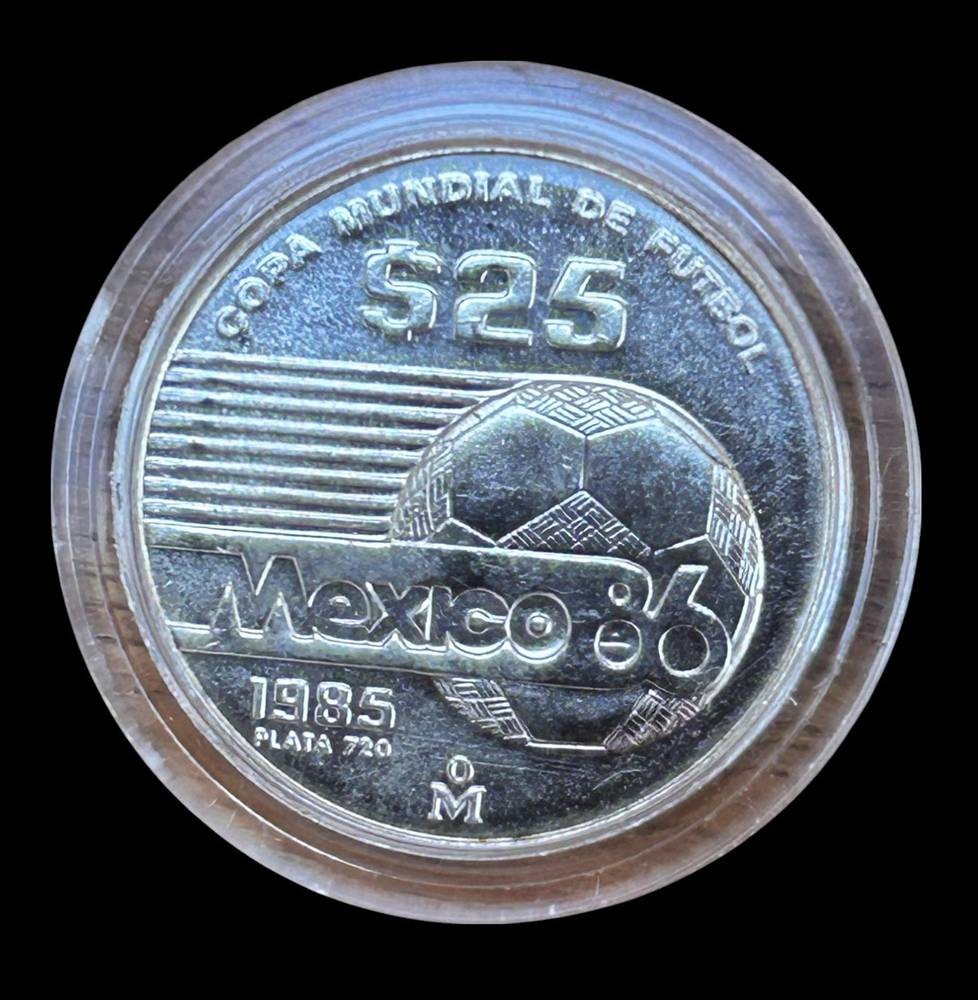 COPA MUNDIAL DE FUTBOL
$25
MEXICO 86
1985
PLATA 720
O
M